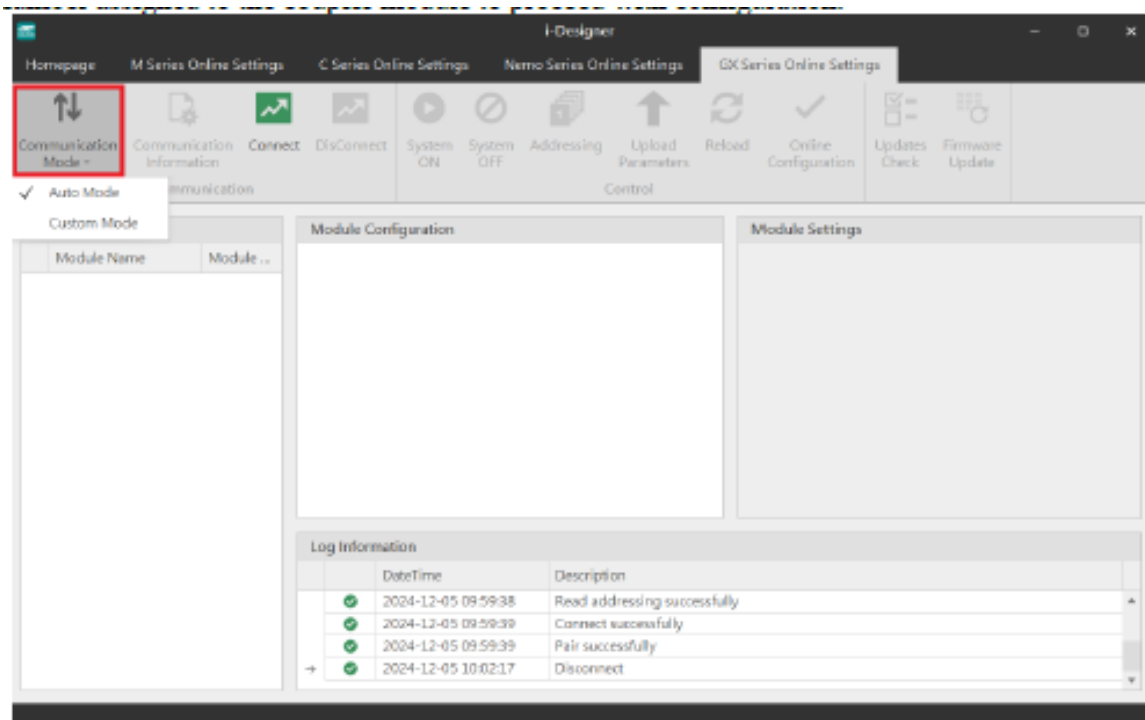 i-Designer
Homepage M Series Online Settings C Series Online Settings Nemo Series Online Settings GX Series Online Settings
Communication Mode Communication Information Connect DisConnect System ON System OFF Addressing Upload Parameters Reload Online Configuration Updates Check Firmware Update
Auto Mode
Control
Custom Mode
Module Configuration Module Settings
Module Name Module ..
Log Information
DateTime Description
2024-12-05 09:59:38 Read addressing successfully
2024-12-05 09:59:39 Connect successfully
2024-12-05 09:59:39 Pair successfully
2024-12-05 10:02:17 Disconnect